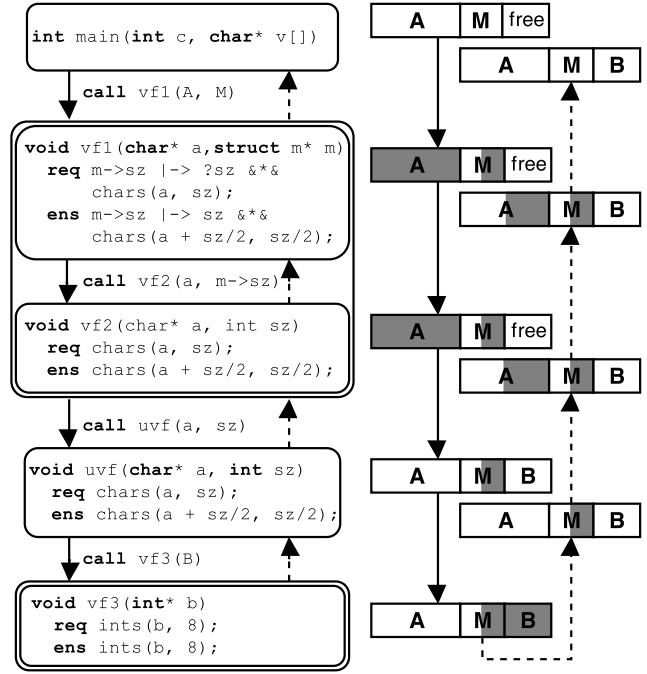 int main(int c, char* v[])
call vf1(A, M)
void vf1(char* a,struct m* m)
req m->sz |-> ?sz &*&
chars(a, sz);
ens m->sz |-> sz &*&
chars(a + sz/2, sz/2);
call vf2(a, m->sz)
void vf2(char* a, int sz)
req chars(a, sz);
ens chars(a + sz/2, sz/2);
call uvf(a, sz)
void uvf(char* a, int sz)
req chars(a, sz);
ens chars(a + sz/2, sz/2);
call vf3(B)
void vf3(int* b)
req ints(b, 8);
ens ints(b, 8);
A M free
A M B
A M free
A M B
A M free
A M B
A M B
A M B
A M B